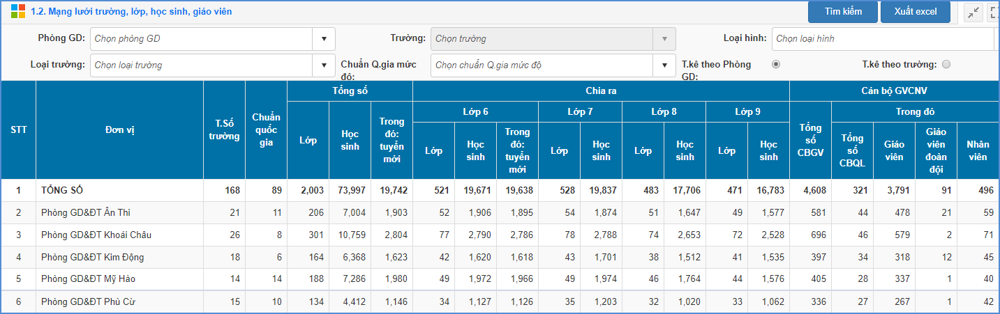 1.2. Mạng lưới trường, lớp, học sinh, giáo viên Tìm kiếm Xuất excel
Phòng GD: Chọn phòng GD Trường: Chọn trường Loại hình: Chọn loại hình
Loại trường: Chọn loại trường Chuẩn Q.gia mức độ: Chọn chuẩn Q.gia mức độ T.kê theo Phòng GD: T.kê theo trường:
STT Đơn vị T.Số trường Chuẩn quốc gia Tổng số Chia ra Cán bộ GVCNV
Lớp 6 Lớp 7 Lớp 8 Lớp 9 Tổng số CBGV Trong đó
Lớp Học sinh Trong đó: tuyển mới Lớp Học sinh Trong đó: tuyển mới Lớp Học sinh Lớp Học sinh Lớp Học sinh Tổng số CBQL Giáo viên Giáo viên đoàn đội Nhân viên
1 TỔNG SỐ 168 89 2,003 73,997 19,742 521 19,671 19,638 528 19,837 483 17,706 471 16,783 4,608 321 3,791 91 496
2 Phòng GD&ĐT Ân Thi 21 11 206 7,004 1,903 52 1,906 1,895 54 1,874 51 1,647 49 1,577 581 44 478 21 59
3 Phòng GD&ĐT Khoái Châu 26 8 301 10,759 2,804 77 2,790 2,786 78 2,788 74 2,653 72 2,528 696 46 579 2 71
4 Phòng GD&ĐT Kim Động 18 6 164 6,368 1,623 42 1,620 1,618 43 1,701 38 1,512 41 1,535 397 34 318 12 45
5 Phòng GD&ĐT Mỹ Hào 14 14 188 7,286 1,980 49 1,972 1,966 49 1,974 46 1,764 44 1,576 405 28 337 1 40
6 Phòng GD&ĐT Phù Cừ 15 10 134 4,412 1,146 34 1,127 1,126 35 1,203 32 1,020 33 1,062 336 27 267 1 42